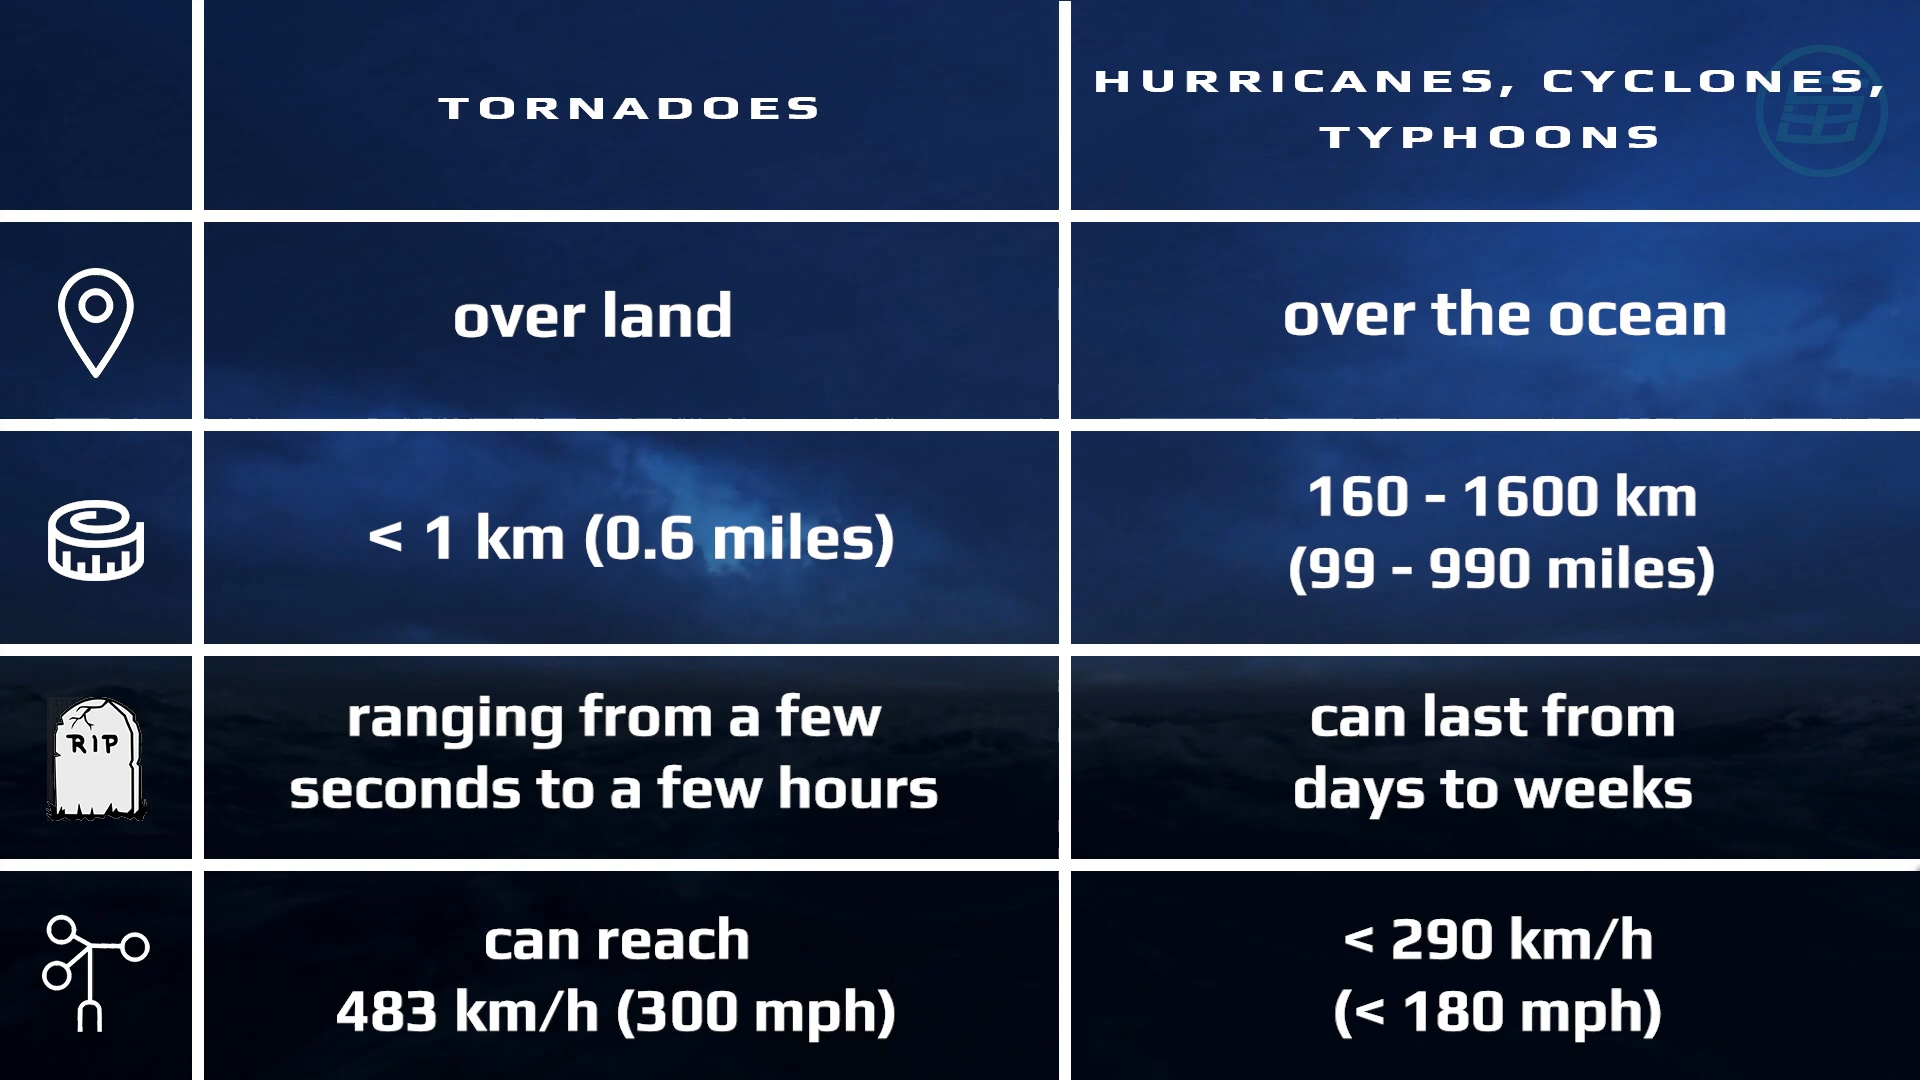 TORNADOES
HURRICANES, CYCLONES,
TYPHOONS
over land
over the ocean
< 1 km (0.6 miles)
160 - 1600 km
(99 - 990 miles)
RIP
ranging from a few
seconds to a few hours
can last from
days to weeks
can reach
483 km/h (300 mph)
< 290 km/h
(< 180 mph)